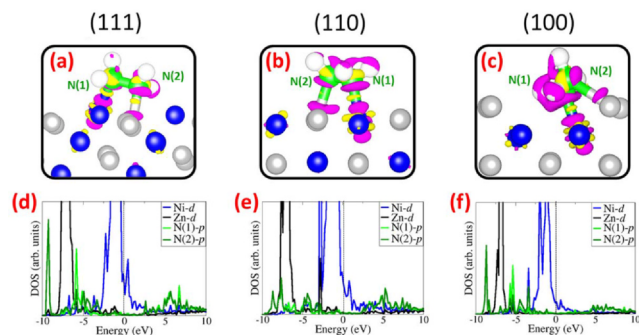 (111) (110) (100)
(a) (b) (c)
N(1) N(2) N(2) N(1) N(1) N(2)
(d) (e) (f)
Ni-d Ni-d Ni-d
Zn-d Zn-d Zn-d
N(1)-p N(1)-p N(1)-p
N(2)-p N(2)-p N(2)-p
DOS (arb. units) DOS (arb. units) DOS (arb. units)
-10 -5 0 5 10 -5 0 5 10 -5 0 5 10
Energy (eV) Energy (eV) Energy (eV)